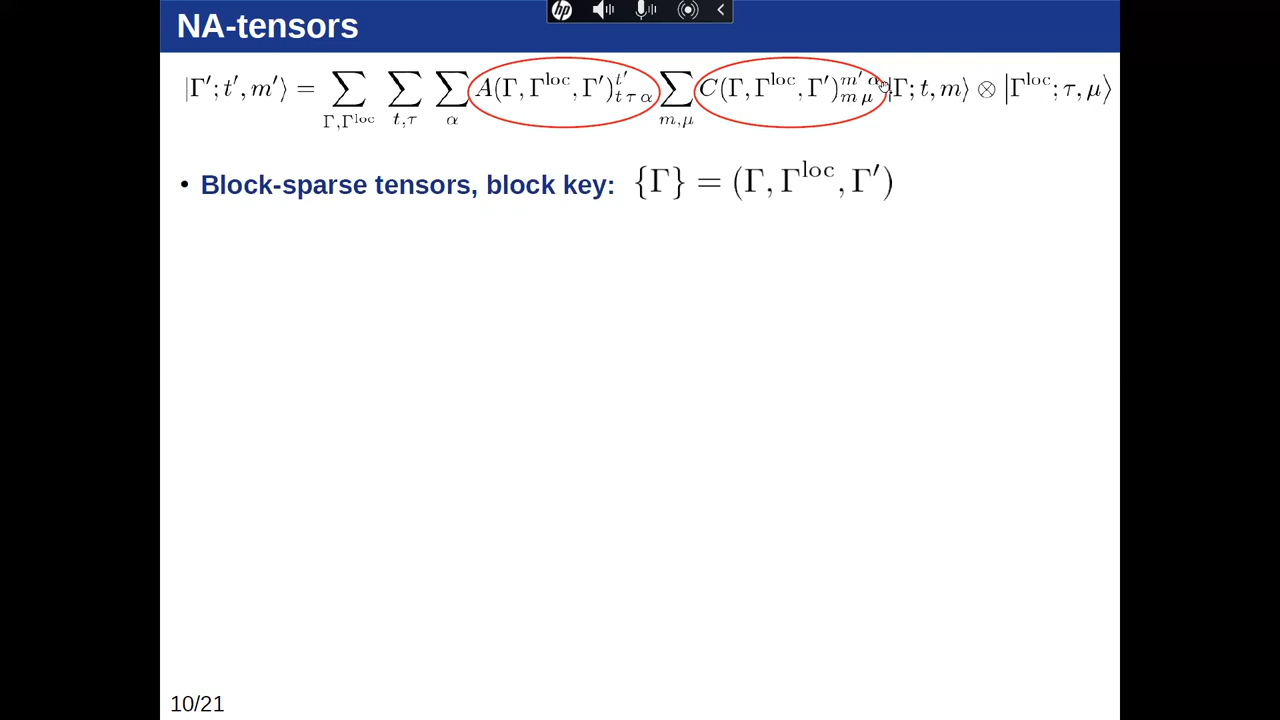 NA-tensors
|Γ′; t′, m′⟩ = ∑_{Γ,Γ^loc} ∑_{t,τ} ∑_α A(Γ, Γ^loc, Γ′)^{t′}_{t τ α} ∑_{m,μ} C(Γ, Γ^loc, Γ′)^{m′ α}_{m μ} |Γ; t, m⟩ ⊗ |Γ^loc; τ, μ⟩
• Block-sparse tensors, block key: {Γ} = (Γ, Γ^loc, Γ′)
10/21